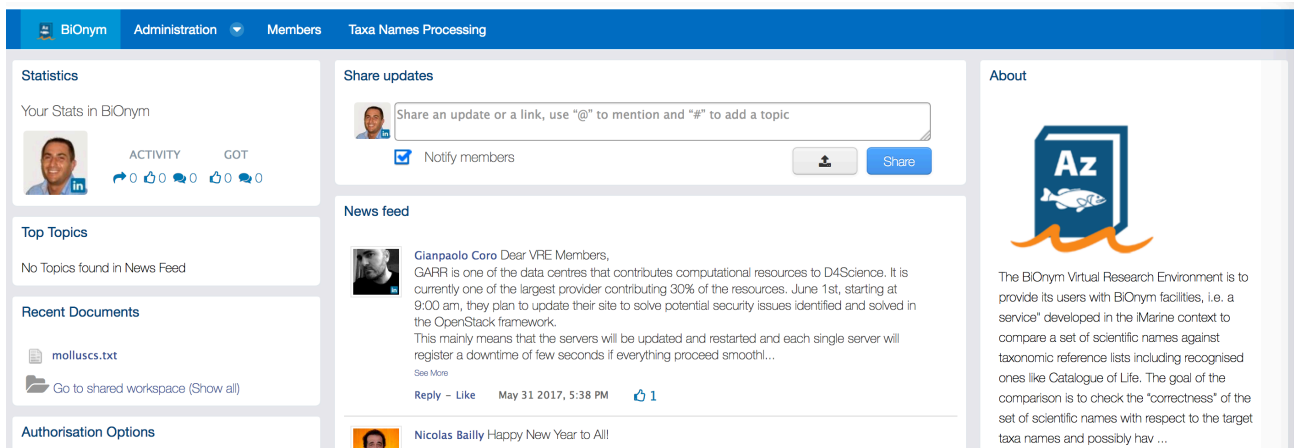 BiOnym
Administration
Members
Taxa Names Processing
Statistics
Your Stats in BiOnym
ACTIVITY GOT
0 0 0 0 0
in
Top Topics
No Topics found in News Feed
Recent Documents
molluscs.txt
Go to shared workspace (Show all)
Authorisation Options
Share updates
Share an update or a link, use “@” to mention and “#” to add a topic
in
Notify members
Share
News feed
in
Gianpaolo Coro Dear VRE Members,
GARR is one of the data centres that contributes computational resources to D4Science. It is
currently one of the largest provider contributing 30% of the resources. June 1st, starting at
9:00 am, they plan to update their site to solve potential security issues identified and solved in
the OpenStack framework.
This mainly means that the servers will be updated and restarted and each single server will
register a downtime of few seconds if everything proceed smoothl...
See More
Reply – Like May 31 2017, 5:38 PM 1
Nicolas Bailly Happy New Year to All!
About
Az
The BiOnym Virtual Research Environment is to
provide its users with BiOnym facilities, i.e. a
service" developed in the iMarine context to
compare a set of scientific names against
taxonomic reference lists including recognised
ones like Catalogue of Life. The goal of the
comparison is to check the “correctness” of the
set of scientific names with respect to the target
taxa names and possibly hav ...